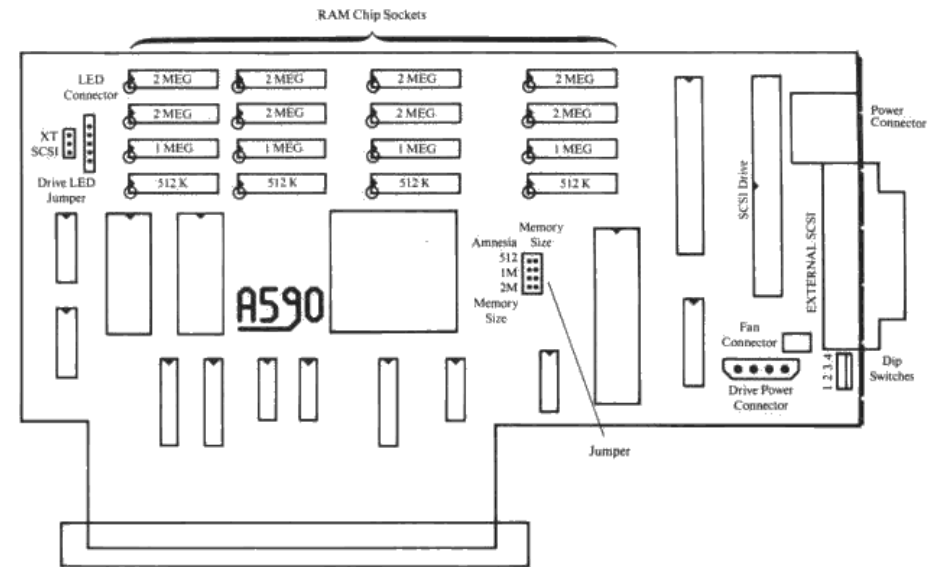 RAM Chip Sockets
LED
Connector
2 MEG 2 MEG 2 MEG 2 MEG
2 MEG 2 MEG 2 MEG 2 MEG
1 MEG 1 MEG 1 MEG 1 MEG
512 K 512 K 512 K 512 K
XT
SCSI
Drive LED
Jumper
Power
Connector
SCSI Drive
EXTERNAL SCSI
A590
Amnesia
Memory
Size
512
1M
2M
Memory
Size
Jumper
Fan
Connector
Drive Power
Connector
1 2 3 4
Dip
Switches